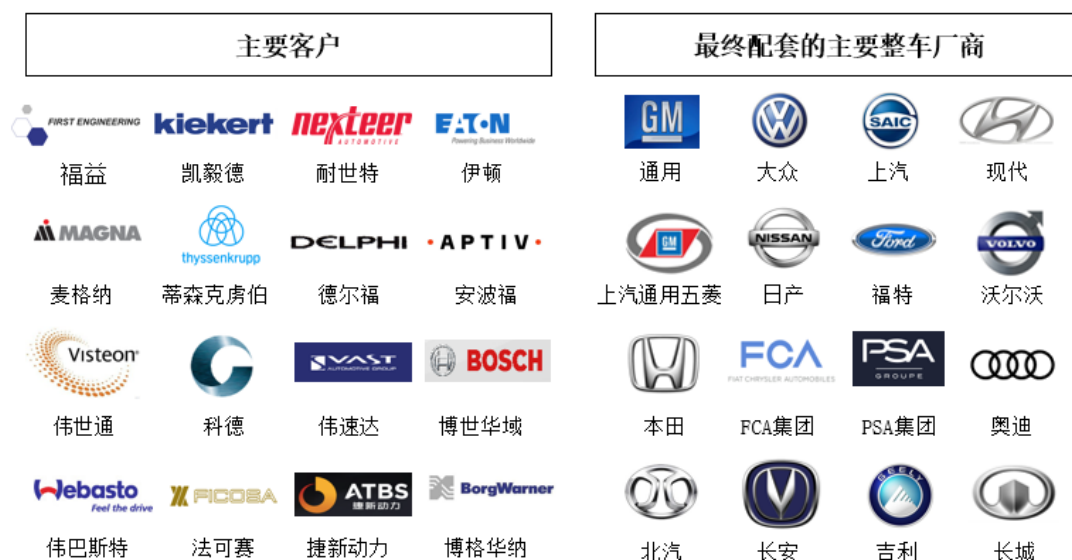 主要客户
最终配套的主要整车厂商
FIRST ENGINEERING
kiekert
nexteer
AUTOMOTIVE
EATON
Powering Business Worldwide
福益
凯毅德
耐世特
伊顿
GM
SAIC
通用
大众
上汽
现代
MAGNA
thyssenkrupp
DELPHI
·APTIV·
麦格纳
蒂森克虏伯
德尔福
安波福
GM
NISSAN
Ford
VOLVO
上汽通用五菱
日产
福特
沃尔沃
Visteon
VAST
AUTOMOTIVE GROUP
BOSCH
伟世通
科德
伟速达
博世华域
FCA
FIAT CHRYSLER AUTOMOBILES
PSA
GROUPE
本田
FCA集团
PSA集团
奥迪
Webasto
Feel the drive
FICOSA
ATBS
捷新动力
BorgWarner
伟巴斯特
法可赛
捷新动力
博格华纳
GEELY
北汽
长安
吉利
长城